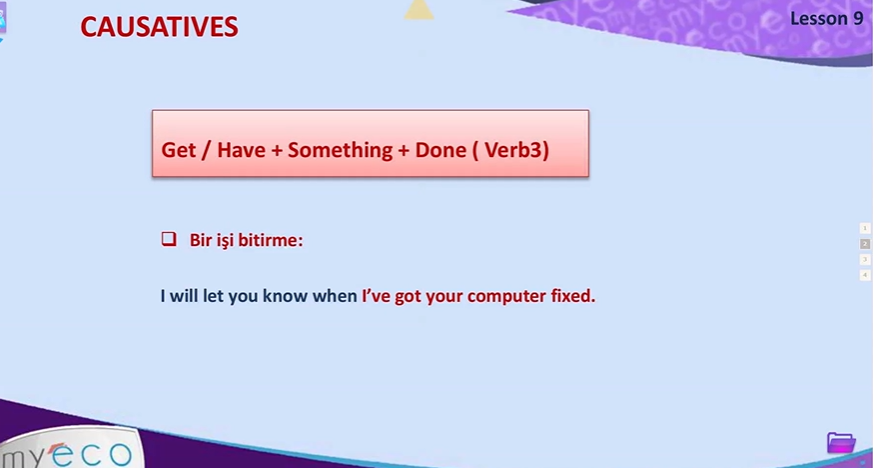 CAUSATIVES
Lesson 9
Get / Have + Something + Done ( Verb3)
Bir işi bitirme:
I will let you know when I've got your computer fixed.
1
2
3
4
myeco